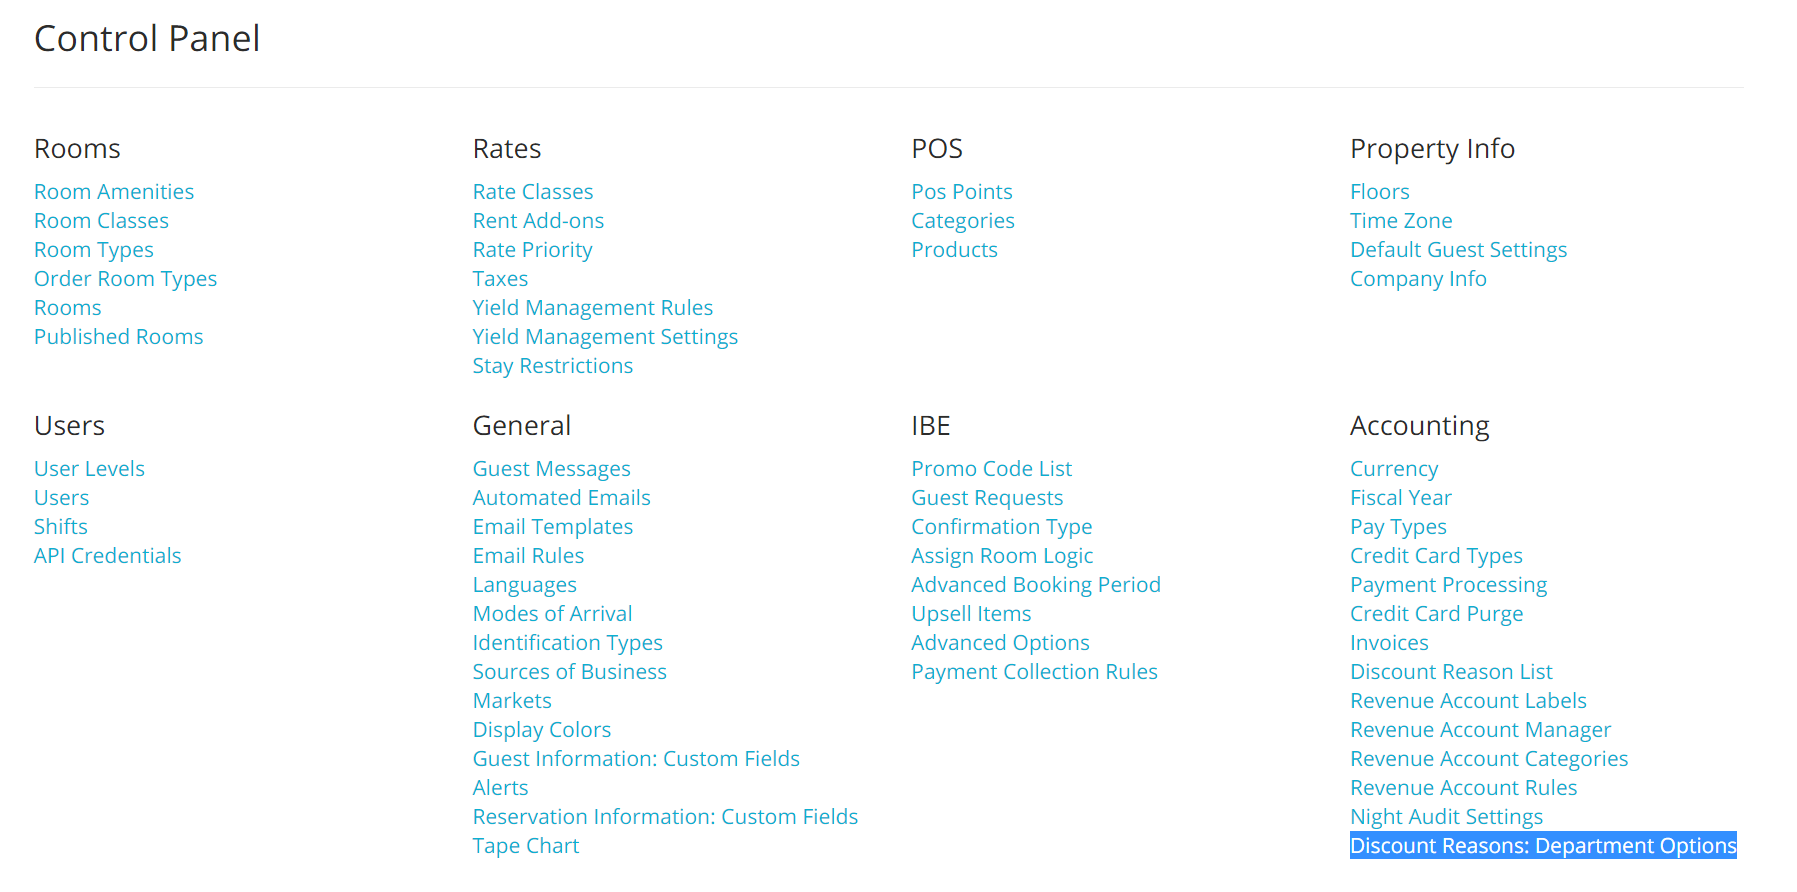 Control Panel
Rooms
Room Amenities
Room Classes
Room Types
Order Room Types
Rooms
Published Rooms
Rates
Rate Classes
Rent Add-ons
Rate Priority
Taxes
Yield Management Rules
Yield Management Settings
Stay Restrictions
POS
Pos Points
Categories
Products
Property Info
Floors
Time Zone
Default Guest Settings
Company Info
Users
User Levels
Users
Shifts
API Credentials
General
Guest Messages
Automated Emails
Email Templates
Email Rules
Languages
Modes of Arrival
Identification Types
Sources of Business
Markets
Display Colors
Guest Information: Custom Fields
Alerts
Reservation Information: Custom Fields
Tape Chart
IBE
Promo Code List
Guest Requests
Confirmation Type
Assign Room Logic
Advanced Booking Period
Upsell Items
Advanced Options
Payment Collection Rules
Accounting
Currency
Fiscal Year
Pay Types
Credit Card Types
Payment Processing
Credit Card Purge
Invoices
Discount Reason List
Revenue Account Labels
Revenue Account Manager
Revenue Account Categories
Revenue Account Rules
Night Audit Settings
Discount Reasons: Department Options